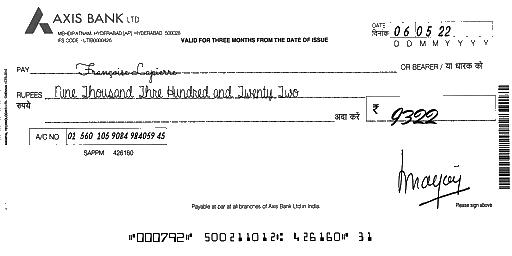 AXIS BANK LTD
MEHDIPATNAM, HYDERABAD [AP] - HYDERABAD 500028
IFS CODE - UTIB0000426
VALID FOR THREE MONTHS FROM THE DATE OF ISSUE
DATE
दिनांक 06 05 22
D D M M Y Y Y Y
PAY Françoise Lapierre OR BEARER / या धारक को
RUPEES Nine Thousand Thre Hundred and Twenty Two
रुपये अदा करें ₹ 9322
A/C NO 01 560 105 9084 984059 45
SAPPM 426160
Payable at par at all branches of Axis Bank Ltd in India.
Please sign above
"000792" 500211012: 426160" 31